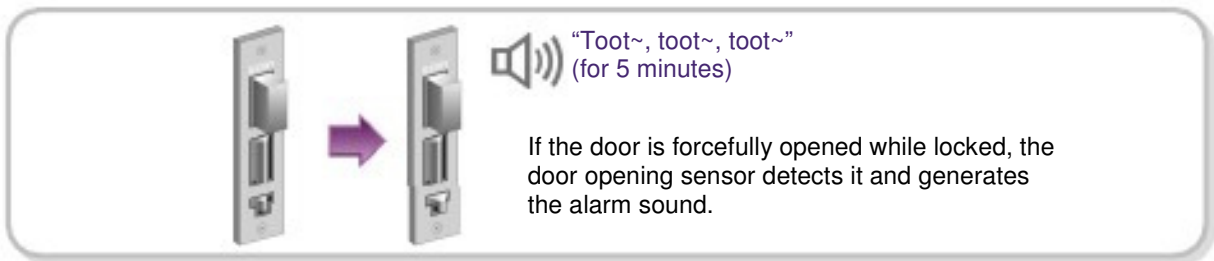 “Toot~, toot~, toot~”
(for 5 minutes)
If the door is forcefully opened while locked, the
door opening sensor detects it and generates
the alarm sound.